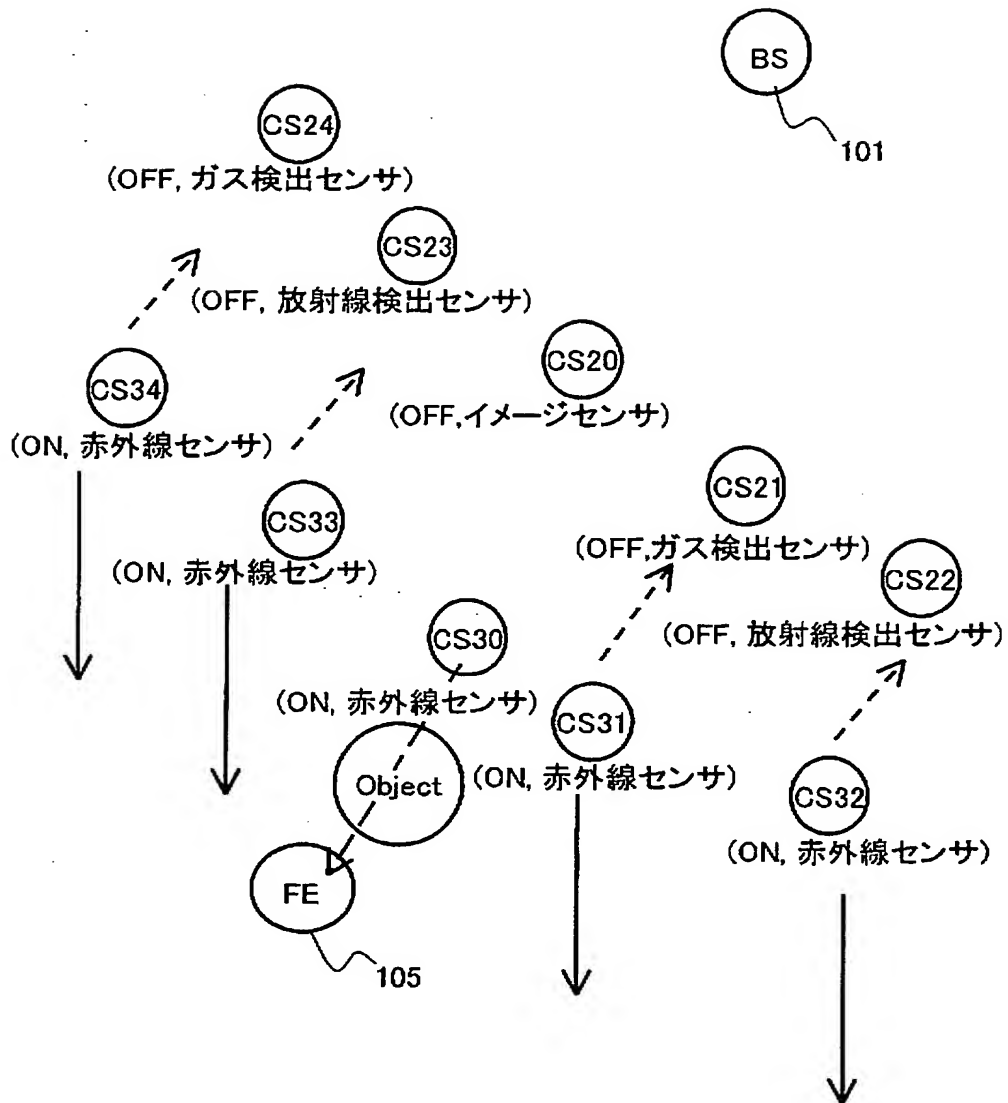 BS
101
CS24
(OFF, ガス検出センサ)
CS23
(OFF, 放射線検出センサ)
CS20
(OFF,イメージセンサ)
CS34
(ON, 赤外線センサ)
CS21
(OFF,ガス検出センサ)
CS33
(ON, 赤外線センサ)
CS22
(OFF, 放射線検出センサ)
CS30
(ON, 赤外線センサ)
CS31
(ON, 赤外線センサ)
Object
CS32
(ON, 赤外線センサ)
FE
105